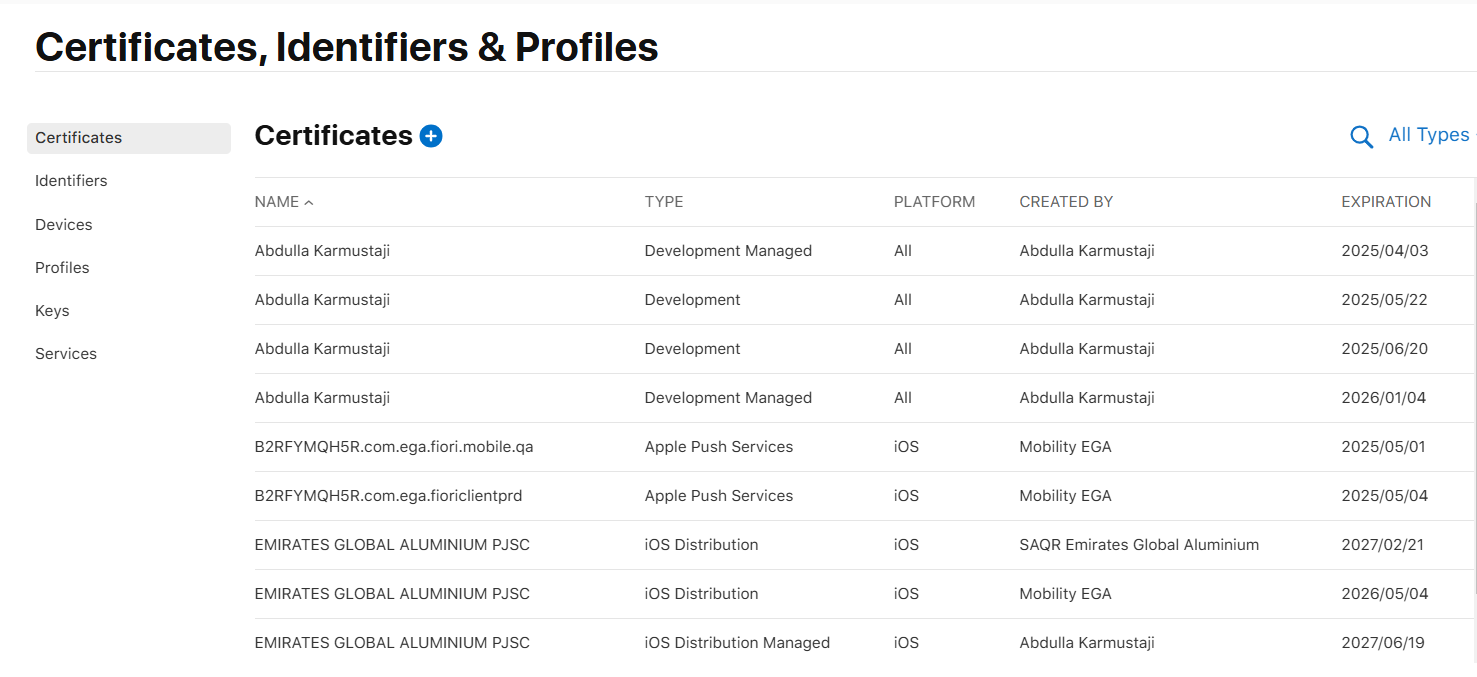 Certificates, Identifiers & Profiles
Certificates
Identifiers
Devices
Profiles
Keys
Services
Certificates
All Types
NAME TYPE PLATFORM CREATED BY EXPIRATION
Abdulla Karmustaji Development Managed All Abdulla Karmustaji 2025/04/03
Abdulla Karmustaji Development All Abdulla Karmustaji 2025/05/22
Abdulla Karmustaji Development All Abdulla Karmustaji 2025/06/20
Abdulla Karmustaji Development Managed All Abdulla Karmustaji 2026/01/04
B2RFYMQH5R.com.ega.fiori.mobile.qa Apple Push Services iOS Mobility EGA 2025/05/01
B2RFYMQH5R.com.ega.fioriclientprd Apple Push Services iOS Mobility EGA 2025/05/04
EMIRATES GLOBAL ALUMINIUM PJSC iOS Distribution iOS SAQR Emirates Global Aluminium 2027/02/21
EMIRATES GLOBAL ALUMINIUM PJSC iOS Distribution iOS Mobility EGA 2026/05/04
EMIRATES GLOBAL ALUMINIUM PJSC iOS Distribution Managed iOS Abdulla Karmustaji 2027/06/19